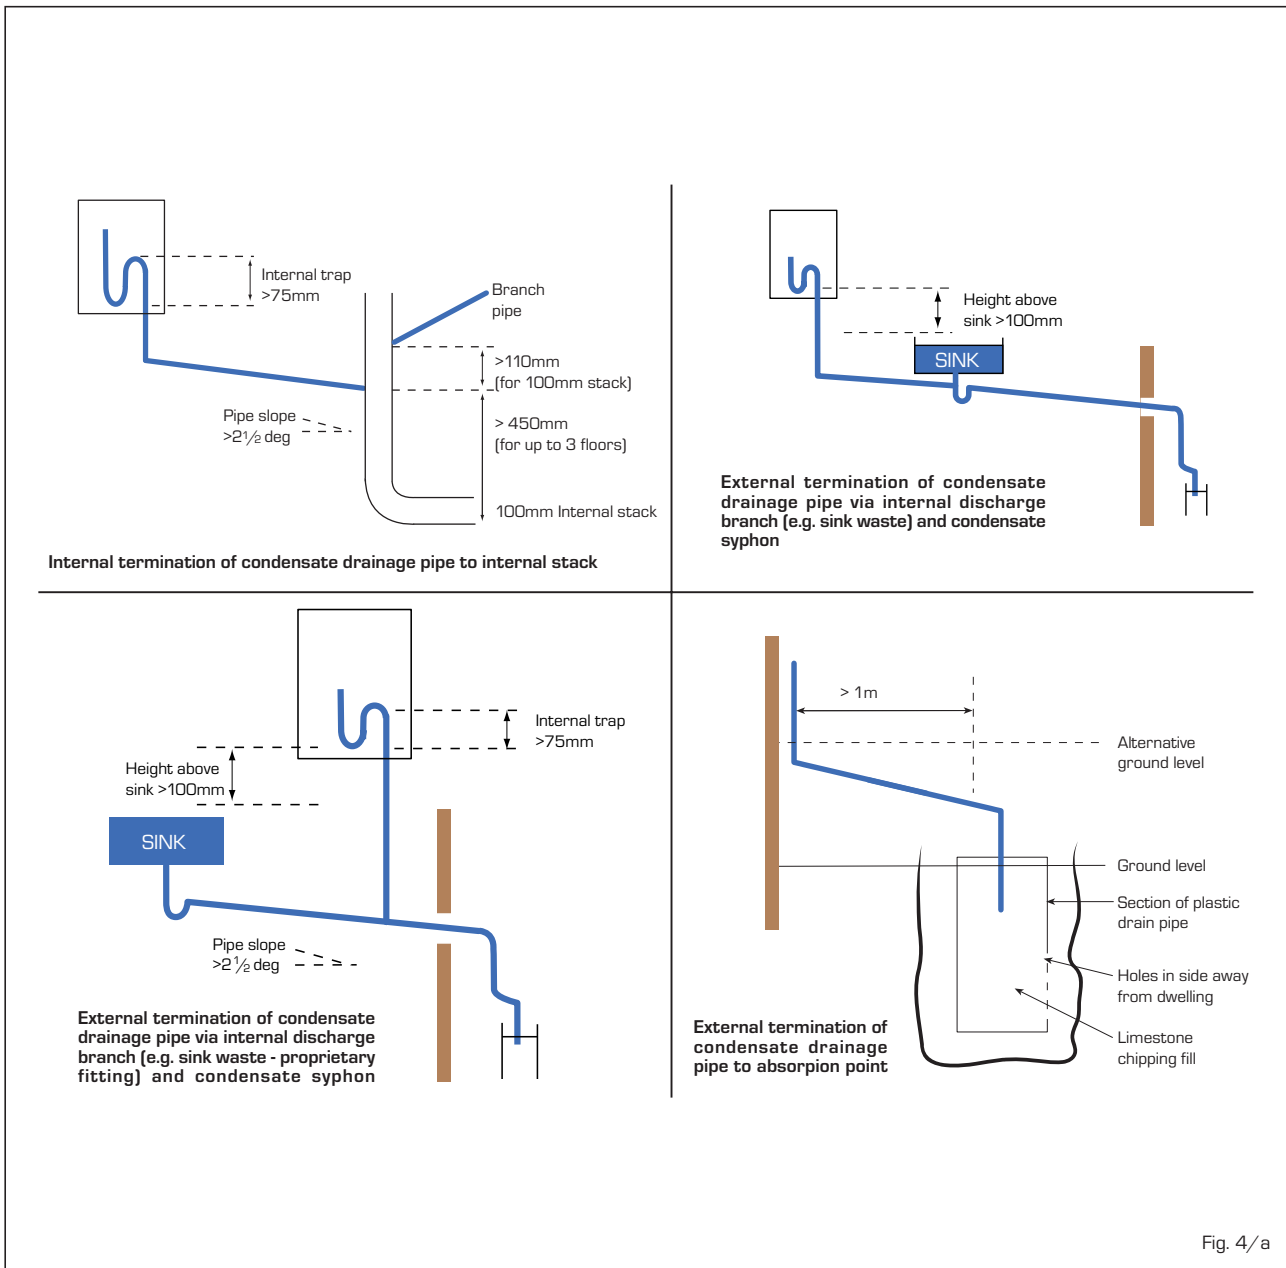 Internal trap
>75mm
Branch
pipe
>110mm
(for 100mm stack)
Pipe slope
>2½ deg
> 450mm
(for up to 3 floors)
100mm Internal stack
Internal termination of condensate drainage pipe to internal stack
Height above
sink >100mm
SINK
External termination of condensate
drainage pipe via internal discharge
branch (e.g. sink waste) and condensate
syphon
Internal trap
>75mm
Height above
sink >100mm
SINK
Pipe slope
>2½ deg
External termination of condensate
drainage pipe via internal discharge
branch (e.g. sink waste - proprietary
fitting) and condensate syphon
> 1m
Alternative
ground level
Ground level
Section of plastic
drain pipe
Holes in side away
from dwelling
Limestone
chipping fill
External termination of
condensate drainage
pipe to absorpion point
Fig. 4/a